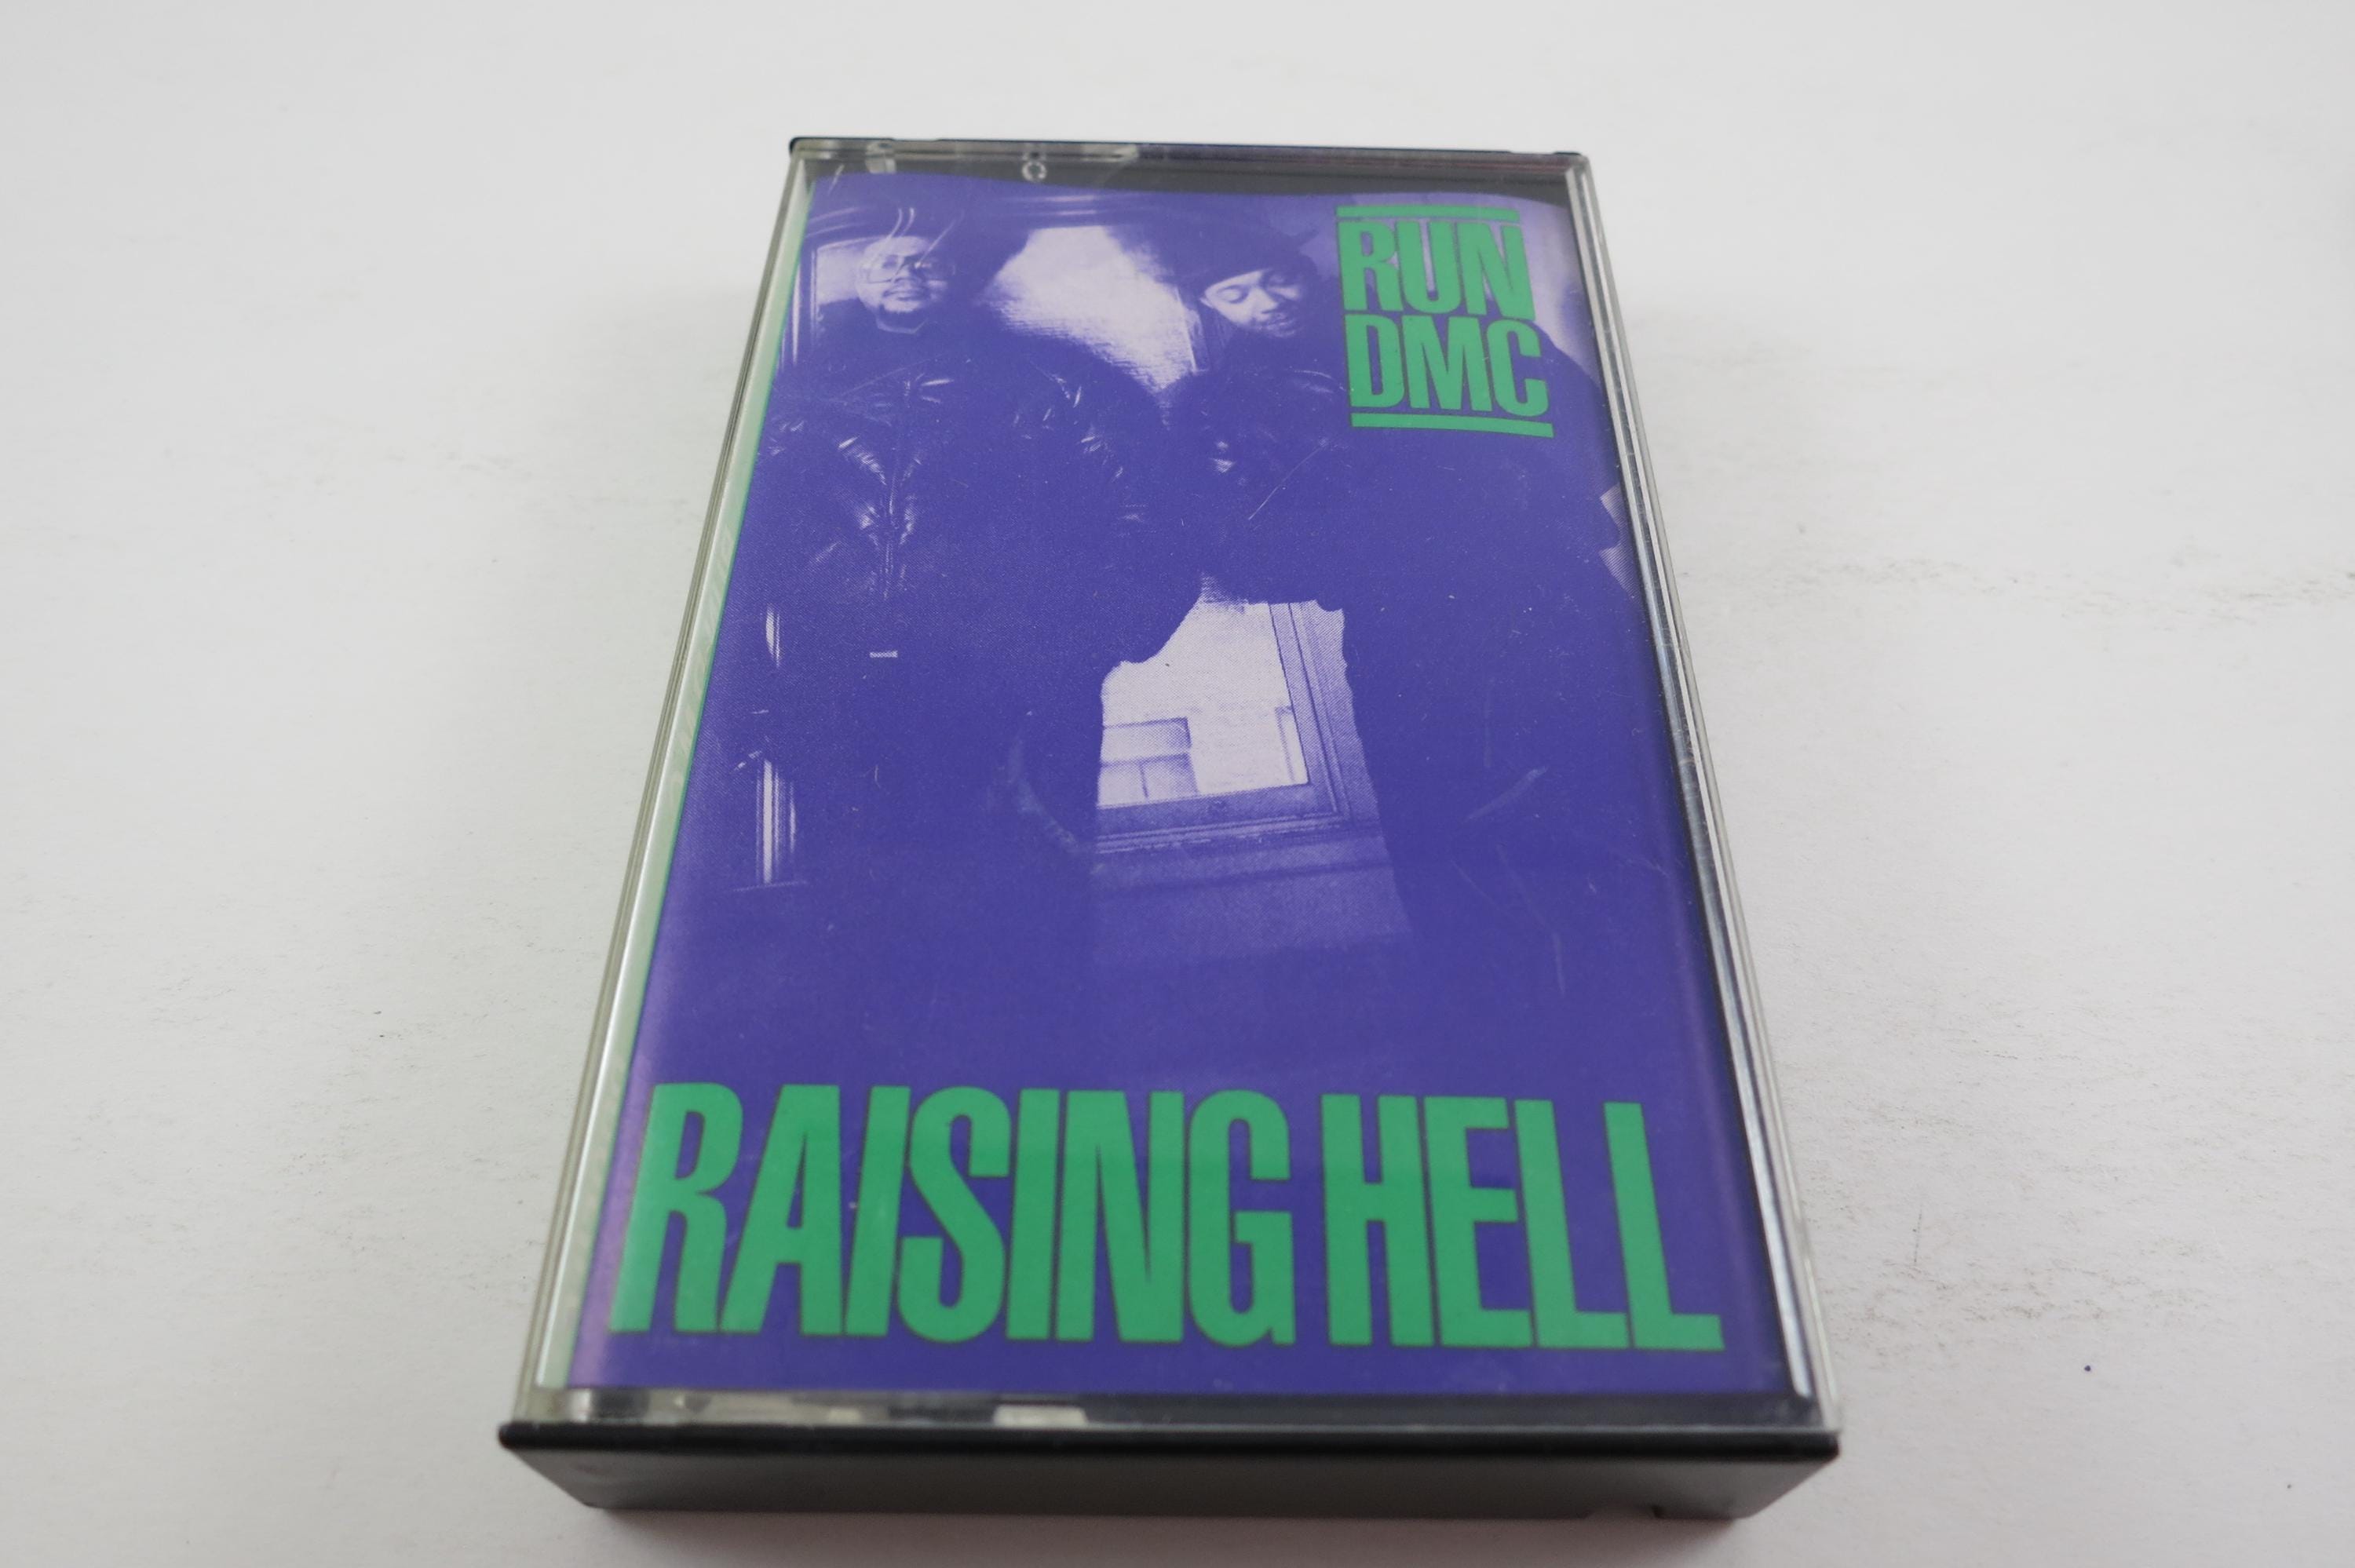 RUN
DMC
RAISING HELL